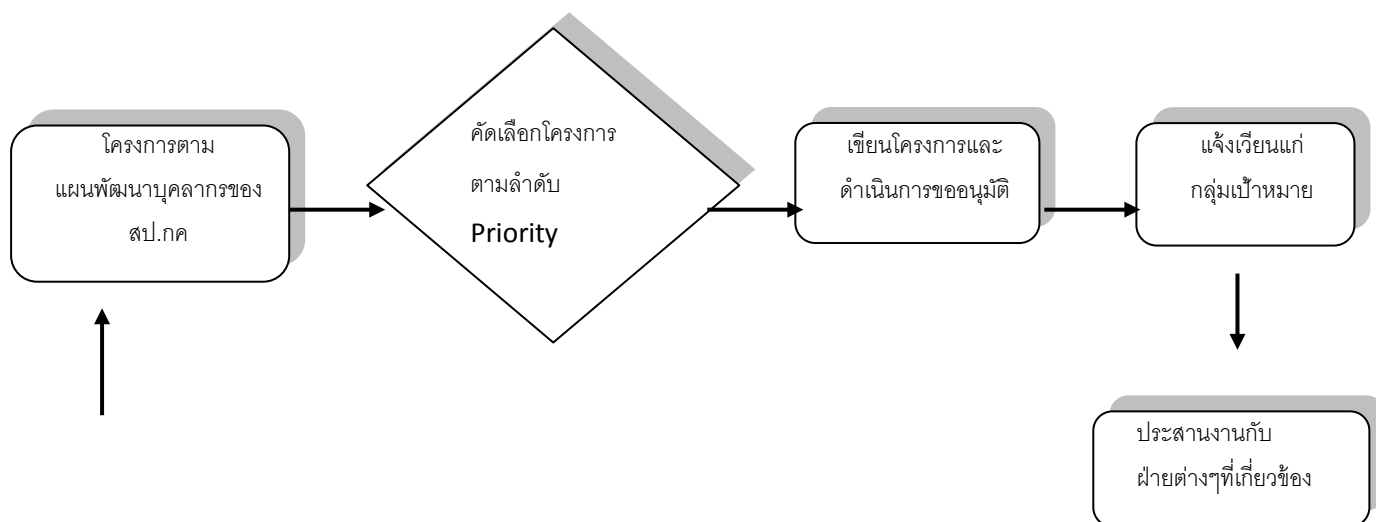 โครงการตาม
แผนพัฒนาบุคลากรของ
สป.กค
คัดเลือกโครงการ
ตามลำดับ
Priority
เขียนโครงการและ
ดำเนินการขออนุมัติ
แจ้งเวียนแก่
กลุ่มเป้าหมาย
ประสานงานกับ
ฝ่ายต่างๆที่เกี่ยวข้อง